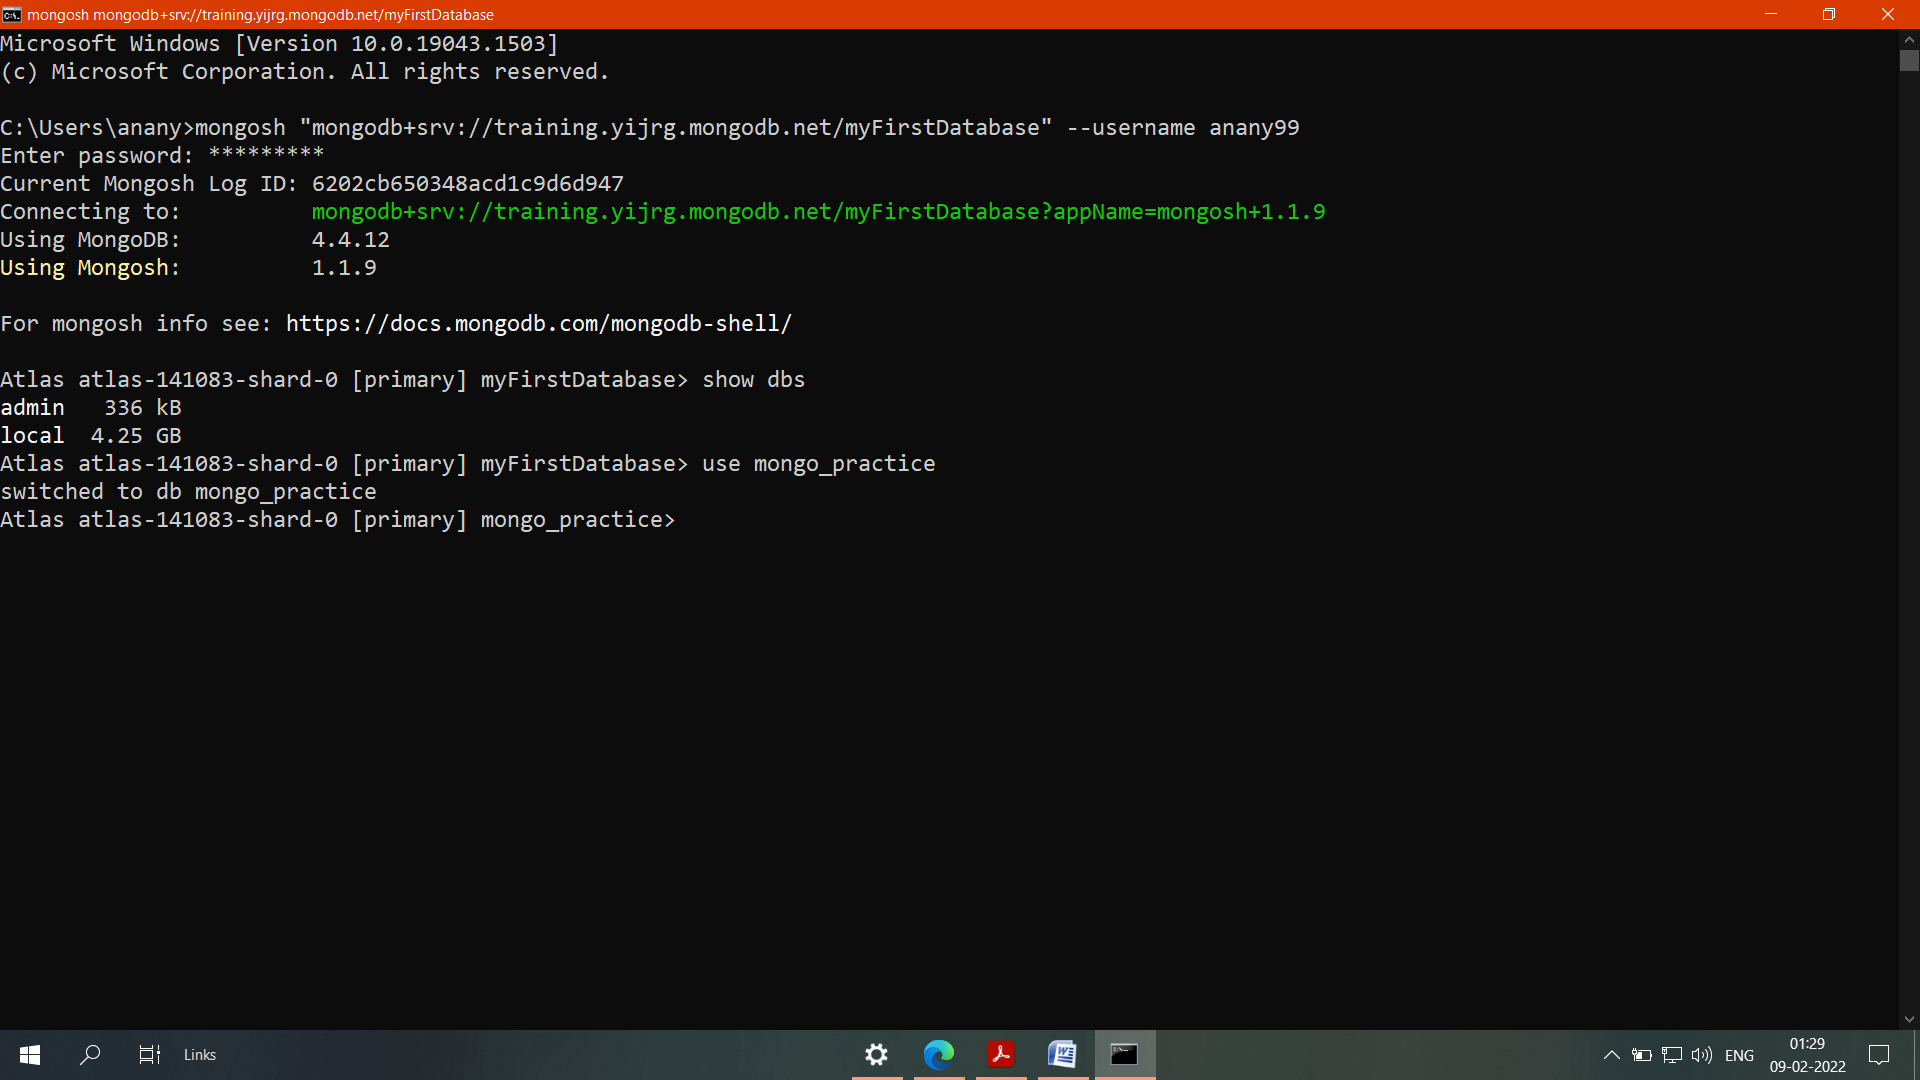 mongosh mongodb+srv://training.yijrg.mongodb.net/myFirstDatabase
Microsoft Windows [Version 10.0.19043.1503]
(c) Microsoft Corporation. All rights reserved.
C:\Users\anany>mongosh "mongodb+srv://training.yijrg.mongodb.net/myFirstDatabase" --username anany99
Enter password: *********
Current Mongosh Log ID: 6202cb650348acd1c9d6d947
Connecting to: mongodb+srv://training.yijrg.mongodb.net/myFirstDatabase?appName=mongosh+1.1.9
Using MongoDB: 4.4.12
Using Mongosh: 1.1.9
For mongosh info see: https://docs.mongodb.com/mongodb-shell/
Atlas atlas-141083-shard-0 [primary] myFirstDatabase> show dbs
admin 336 kB
local 4.25 GB
Atlas atlas-141083-shard-0 [primary] myFirstDatabase> use mongo_practice
switched to db mongo_practice
Atlas atlas-141083-shard-0 [primary] mongo_practice>
Links
ENG
01:29
09-02-2022